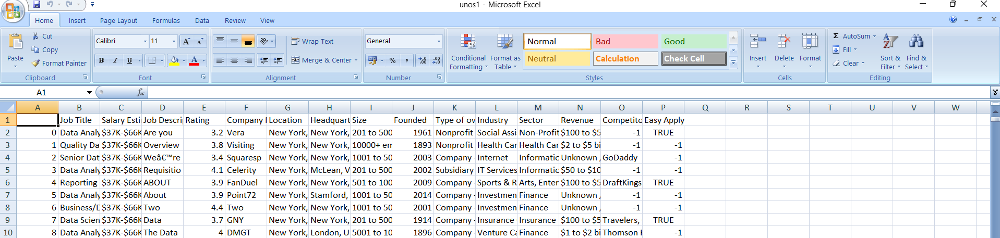 unos1 - Microsoft Excel
Home Insert Page Layout Formulas Data Review View
Cut
Copy
Format Painter
Paste
Clipboard
Calibri 11
B I U
Font
Wrap Text
Merge & Center
Alignment
General
% ,
Number
Conditional Formatting
Format as Table
Normal Bad Good
Neutral Calculation Check Cell
Styles
Insert Delete Format
Cells
Σ AutoSum
Fill
Clear
Sort & Filter
Find & Select
Editing
A1 fx
A B C D E F G H I J K L M N O P Q R S T U V W
1 Job Title Salary Esti Job Descri Rating Company Location Headquart Size Founded Type of ov Industry Sector Revenue Competito Easy Apply
2 0 Data Analy $37K-$66K Are you 3.2 Vera New York, New York, 201 to 500 1961 Nonprofit Social Assi Non-Profit $100 to $5 -1 TRUE
3 1 Quality Da $37K-$66K Overview 3.8 Visiting New York, New York, 10000+ em 1893 Nonprofit Health Car Health Car $2 to $5 bi -1 -1
4 2 Senior Dat $37K-$66K Weâ€™re 3.4 Squaresp New York, New York, 1001 to 50 2003 Company - Internet Informatic Unknown / GoDaddy -1
5 3 Data Analy $37K-$66K Requisitio 4.1 Celerity New York, McLean, V 201 to 500 2002 Subsidiary IT Services Informatic $50 to $10 -1 -1
6 4 Reporting $37K-$66K ABOUT 3.9 FanDuel New York, New York, 501 to 100 2009 Company - Sports & R Arts, Enter $100 to $5 DraftKings TRUE
7 5 Data Analy $37K-$66K About 3.9 Point72 New York, Stamford, 1001 to 50 2014 Company - Investmen Finance Unknown / -1 -1
8 6 Business/D $37K-$66K Two 4.4 Two New York, New York, 1001 to 50 2001 Company - Investmen Finance Unknown / -1 -1
9 7 Data Scien $37K-$66K Data 3.7 GNY New York, New York, 201 to 500 1914 Company - Insurance Insurance $100 to $5 Travelers, TRUE
10 8 Data Analy $37K-$66K The Data 4 DMGT New York, London, U 5001 to 10 1896 Company - Venture Ca Finance $1 to $2 bi Thomson -1